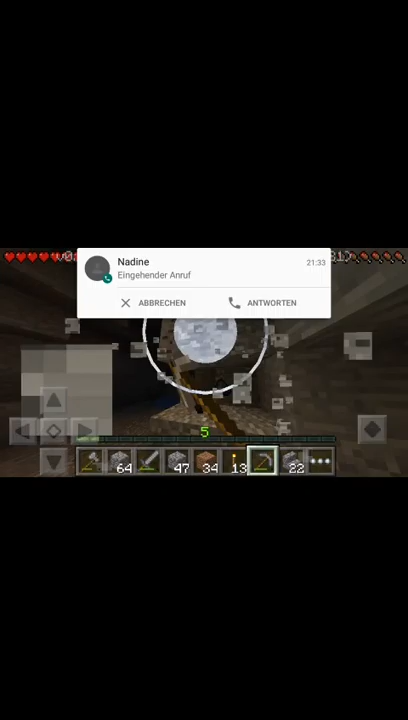 Nadine
21:33
Eingehender Anruf
ABBRECHEN
ANTWORTEN
5
64
47
34
13
22